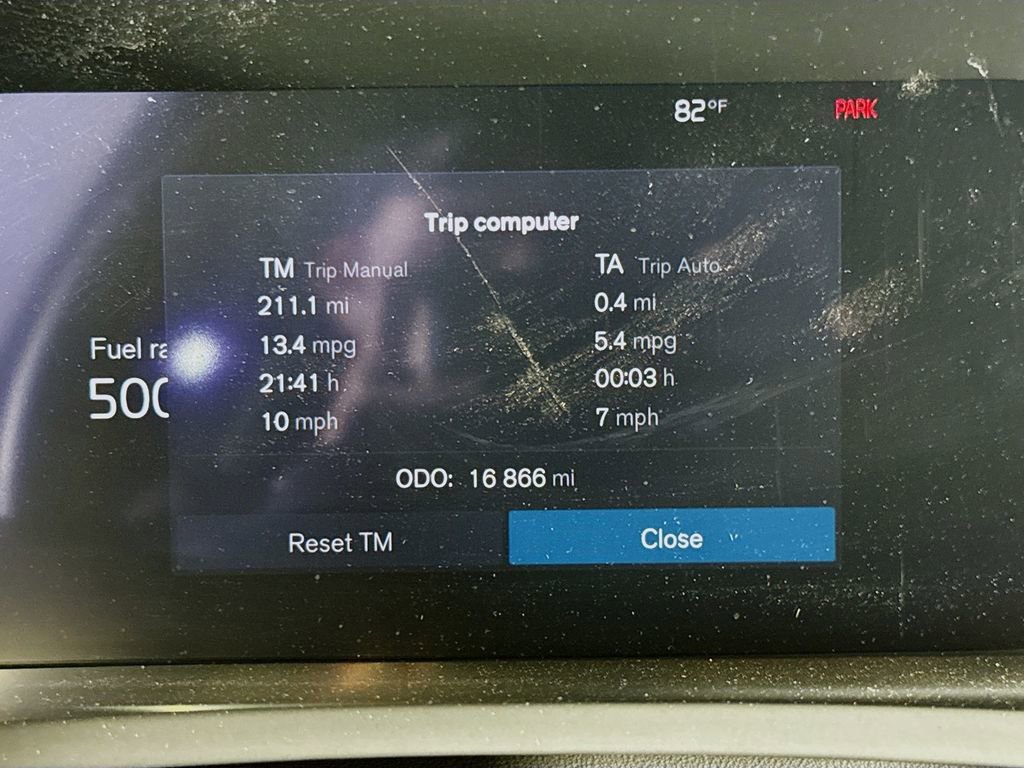 82°F PARK
Trip computer
TM Trip Manual
211.1 mi
13.4 mpg
21:41 h
10 mph
TA Trip Auto
0.4 mi
5.4 mpg
00:03 h
7 mph
Fuel
ODO: 16 866 mi
Reset TM
Close